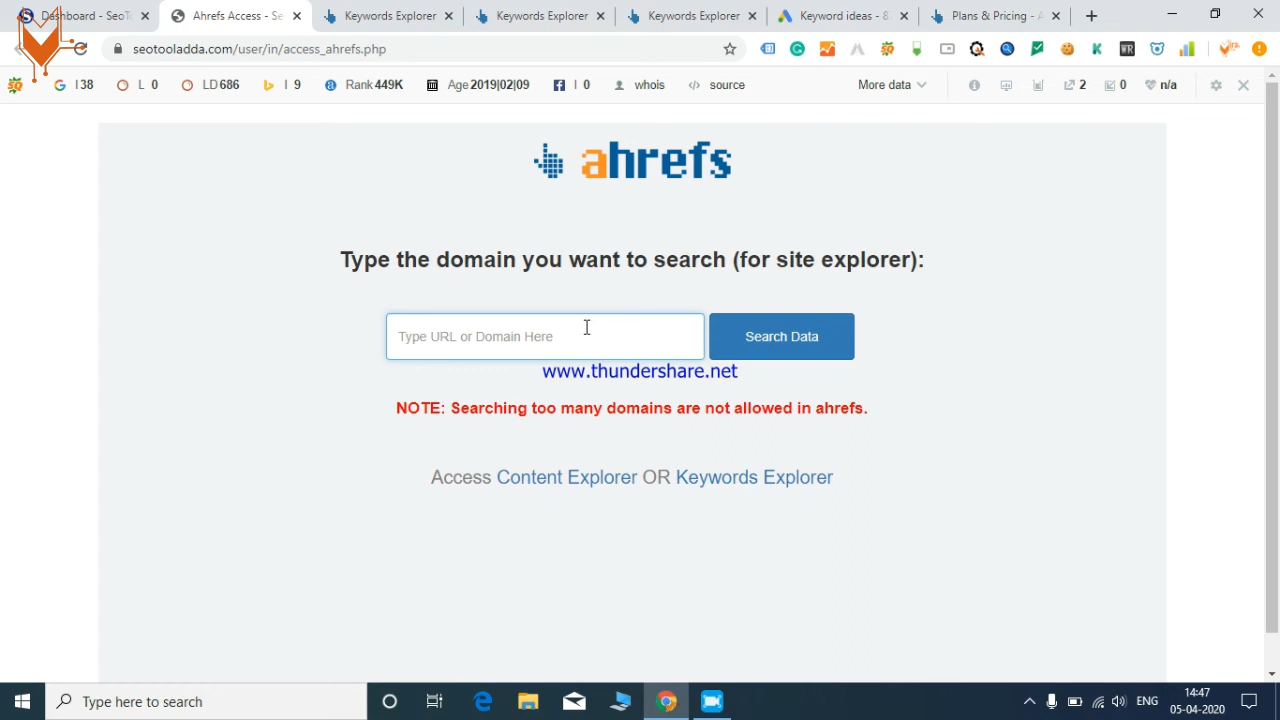 Dashboard - SeoTo
Ahrefs Access - Se
Keywords Explorer
Keywords Explorer
Keywords Expl
Keyword ideas - 8
Plans & Pricing - A
seotooladda.com/user/in/access_ahrefs.php
I 38
L 0
LD 686
I 9
Rank 449K
Age 2019|02|09
I 0
whois
source
More data
2
0
n/a
ahrefs
Type the domain you want to search (for site explorer):
Type URL or Domain Here
Search Data
www.thundershare.net
NOTE: Searching too many domains are not allowed in ahrefs.
Access Content Explorer OR Keywords Explorer
Type here to search
ENG
14:47
05-04-2020